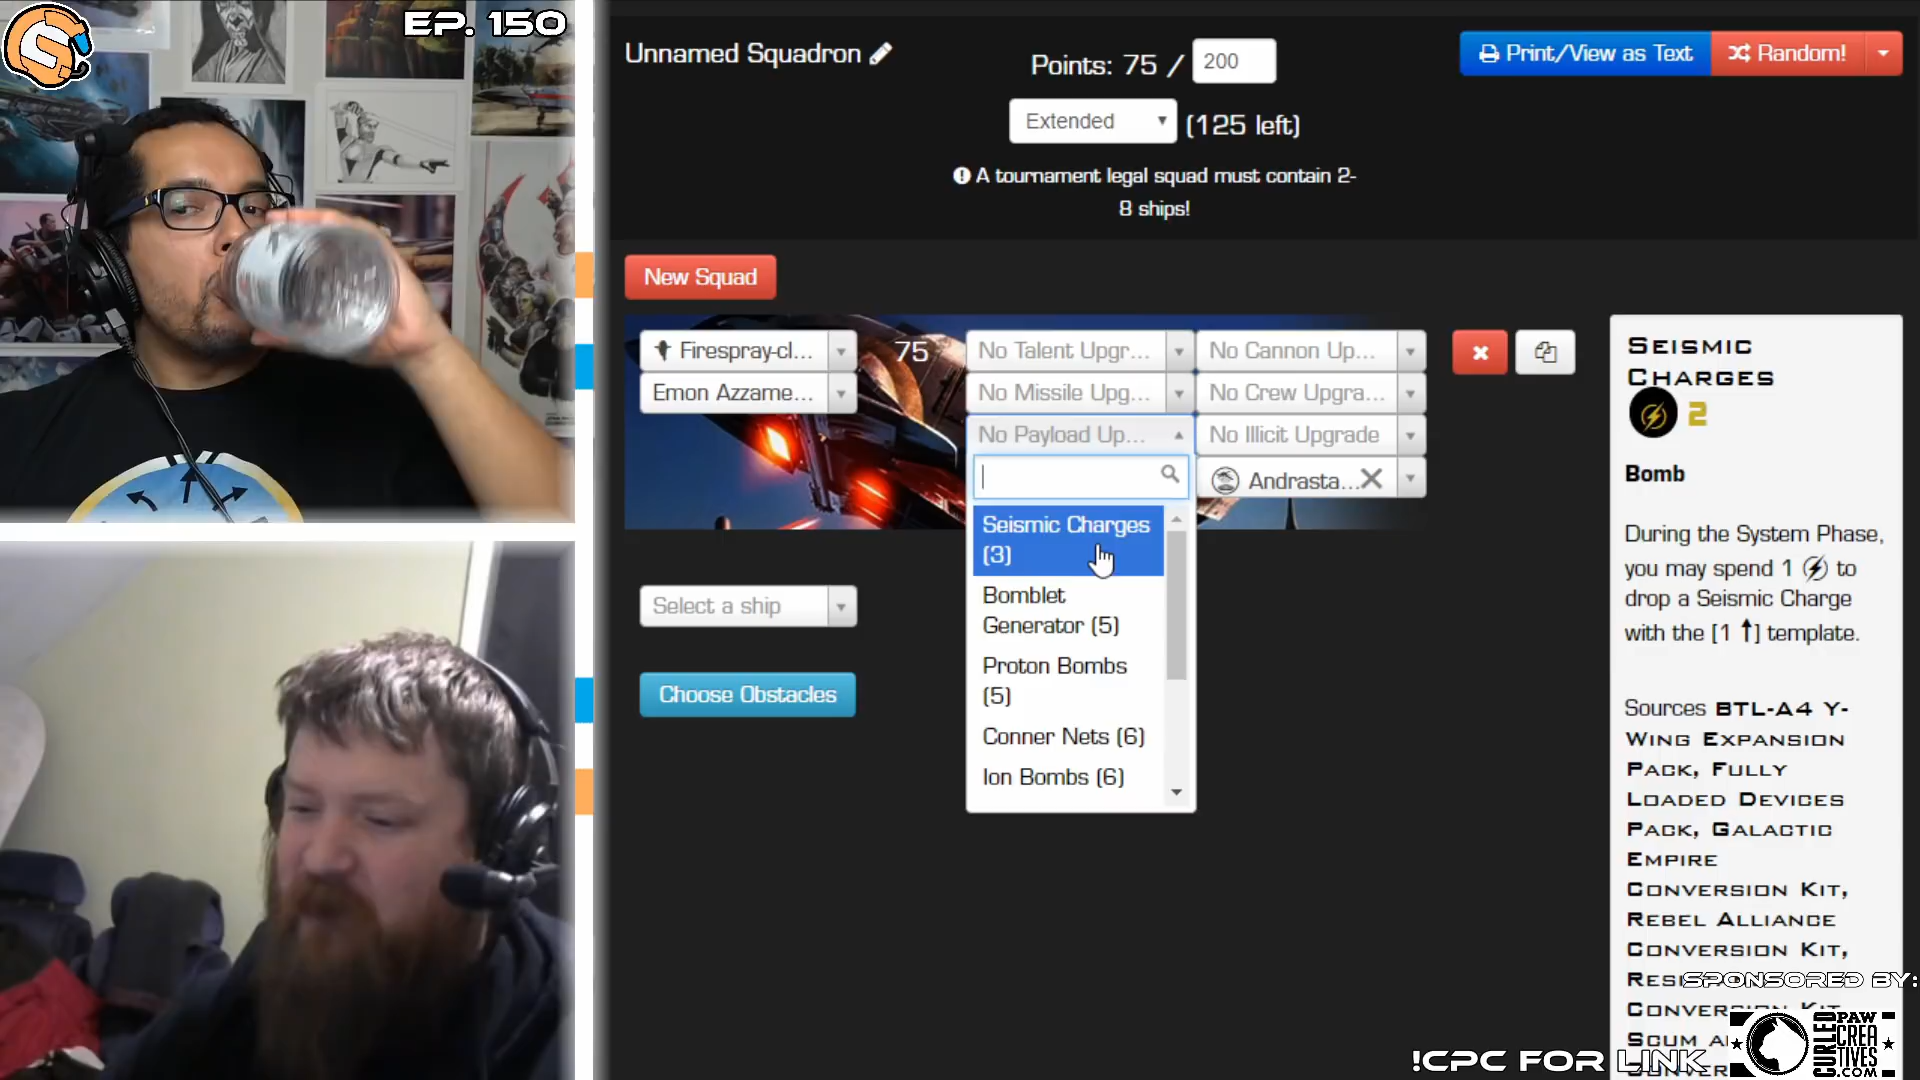 EP. 150
Unnamed Squadron
Points: 75 / 200
Extended (125 left)
A tournament legal squad must contain 2-
8 ships!
Print/View as Text
Random!
New Squad
Firespray-cl...
75
No Talent Upgr...
No Cannon Up...
Emon Azzame...
No Missile Upg...
No Crew Upgra...
No Payload Up...
No Illicit Upgrade
Andrasta...
Seismic Charges
(3)
Bomblet
Generator (5)
Proton Bombs
(5)
Conner Nets (6)
Ion Bombs (6)
Select a ship
Choose Obstacles
Seismic
Charges
2
Bomb
During the System Phase,
you may spend 1 to
drop a Seismic Charge
with the [1 ] template.
Sources BTL-A4 Y-
Wing Expansion
Pack, Fully
Loaded Devices
Pack, Galactic
Empire
Conversion Kit,
Rebel Alliance
Conversion Kit,
SPONSORED BY:
!CPC FOR LINK
CURLED
PAW
CREA
TIVES
.COM